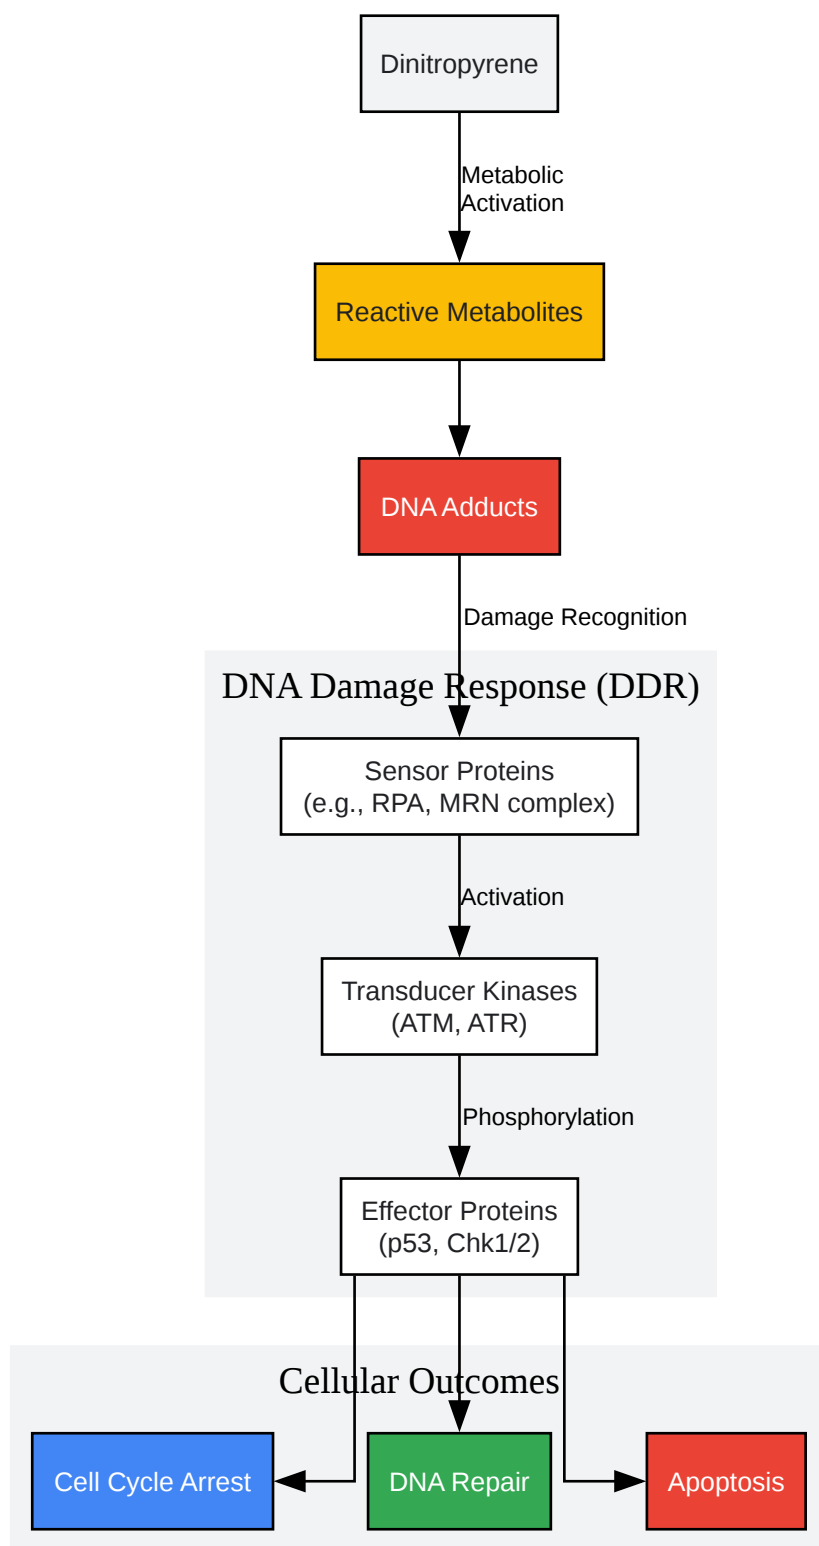 Dinitropyrene
Metabolic
Activation
Reactive Metabolites
DNA Adducts
Damage Recognition
DNA Damage Response (DDR)
Sensor Proteins
(e.g., RPA, MRN complex)
Activation
Transducer Kinases
(ATM, ATR)
Phosphorylation
Effector Proteins
(p53, Chk1/2)
Cellular Outcomes
Cell Cycle Arrest
DNA Repair
Apoptosis